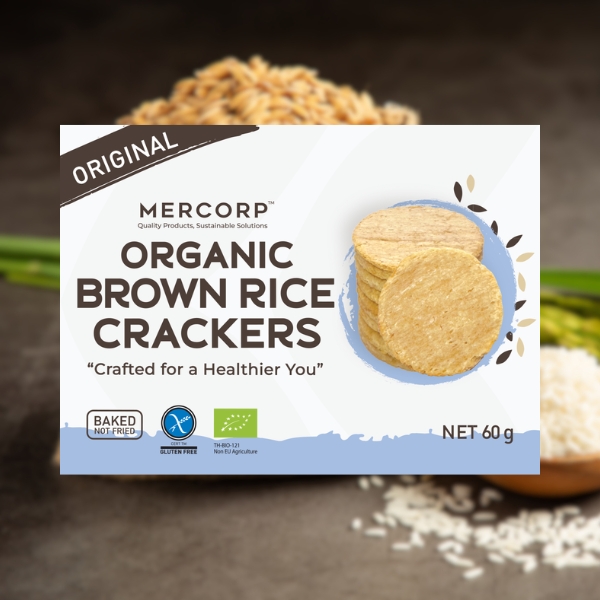 ORIGINAL
MERCORP™
Quality Products, Sustainable Solutions
ORGANIC
BROWN RICE
CRACKERS
“Crafted for a Healthier You”
BAKED
NOT FRIED
GLUTEN FREE
TH-BIO-121
Non EU Agriculture
NET 60 g